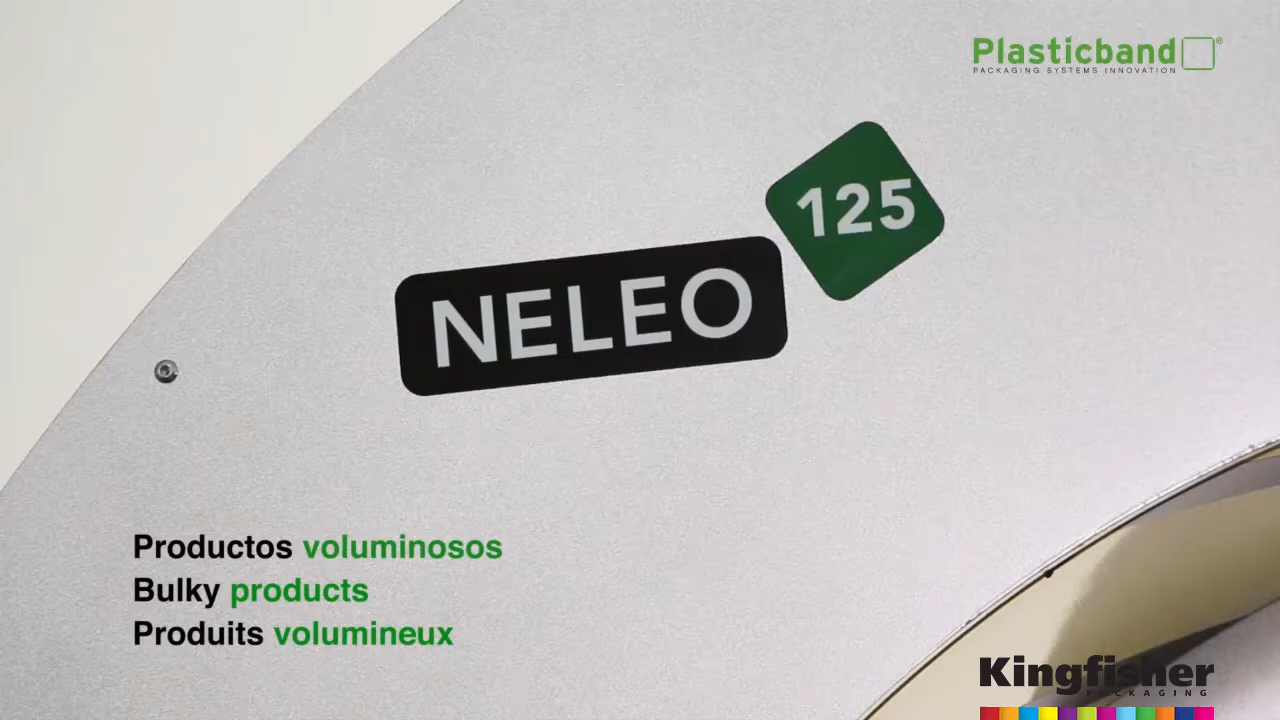 Plasticband®
PACKAGING SYSTEMS INNOVATION
125
NELEO
Productos voluminosos
Bulky products
Produits volumineux
Kingfisher
PACKAGING